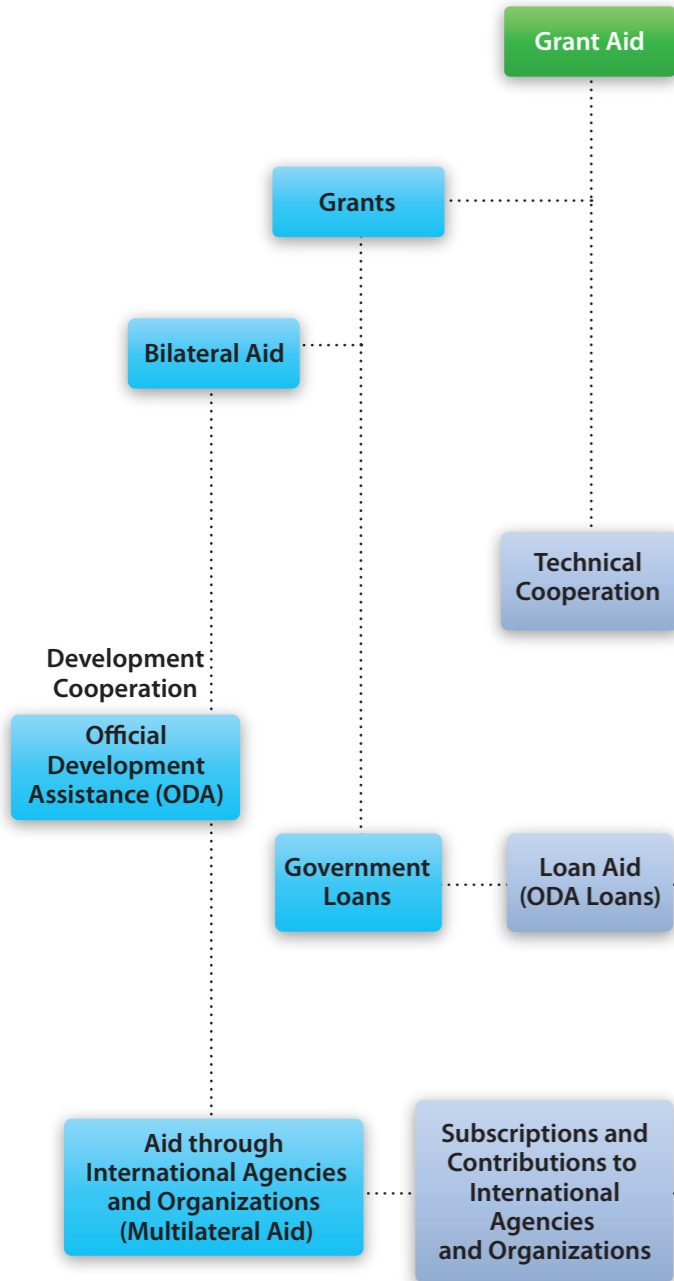 Grant Aid
Grants
Bilateral Aid
Technical
Cooperation
Development
Cooperation
Official
Development
Assistance (ODA)
Government
Loans
Loan Aid
(ODA Loans)
Aid through
International Agencies
and Organizations
(Multilateral Aid)
Subscriptions and
Contributions to
International
Agencies
and Organizations